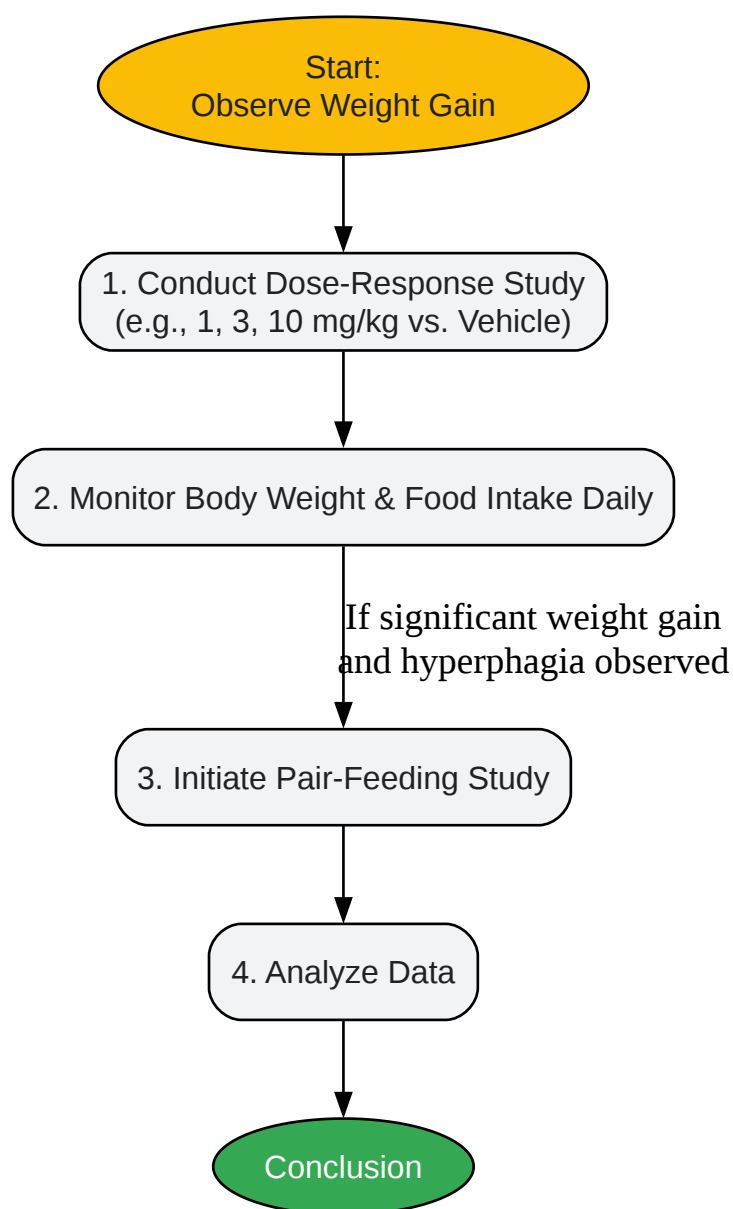 Start:
Observe Weight Gain
1. Conduct Dose-Response Study
(e.g., 1, 3, 10 mg/kg vs. Vehicle)
2. Monitor Body Weight & Food Intake Daily
If significant weight gain
and hyperphagia observed
3. Initiate Pair-Feeding Study
4. Analyze Data
Conclusion